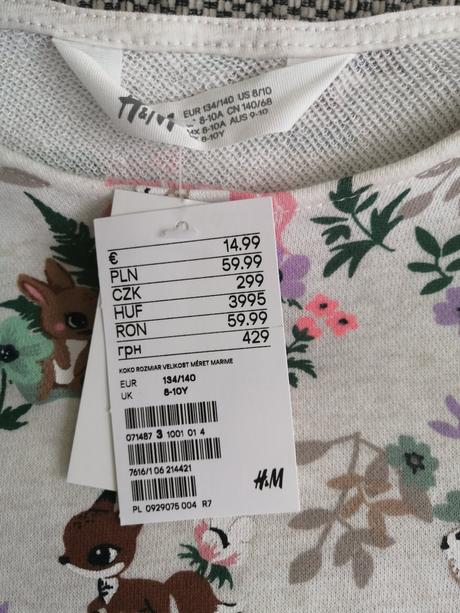 H&M
EUR 134/140 US 8/10
8-10A CN 140/68
MX 8-10A AUS 9-10
8-10Y
€ 14.99
PLN 59.99
CZK 299
HUF 3995
RON 59.99
грн 429
KOKO ROZMIAR VELIKOST MÉRET MARIME
EUR 134/140
UK 8-10Y
071487 3 1001 01 4
7616/1 06 214421
H&M
PL 0929075 004 R7